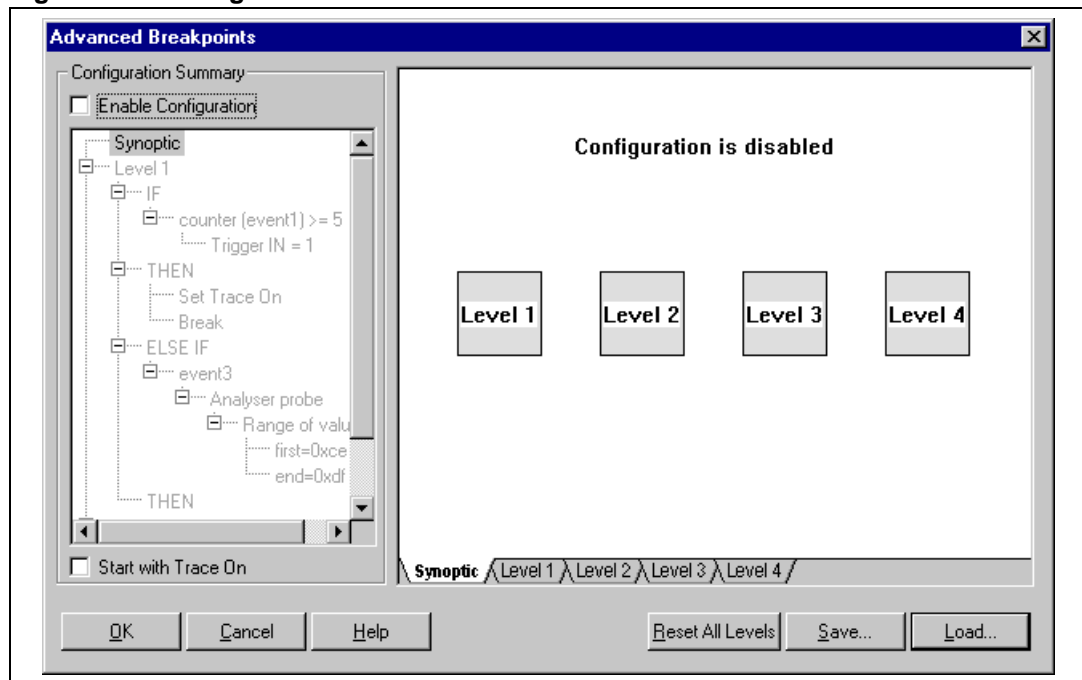 Advanced Breakpoints
Configuration Summary
Enable Configuration
Synoptic
Level 1
IF
counter (event1) >= 5
Trigger IN = 1
THEN
Set Trace On
Break
ELSE IF
event3
Analyser probe
Range of valu
first=0xce
end=0xdf
THEN
Start with Trace On
Configuration is disabled
Level 1 Level 2 Level 3 Level 4
Synoptic Level 1 Level 2 Level 3 Level 4
OK Cancel Help Reset All Levels Save... Load...